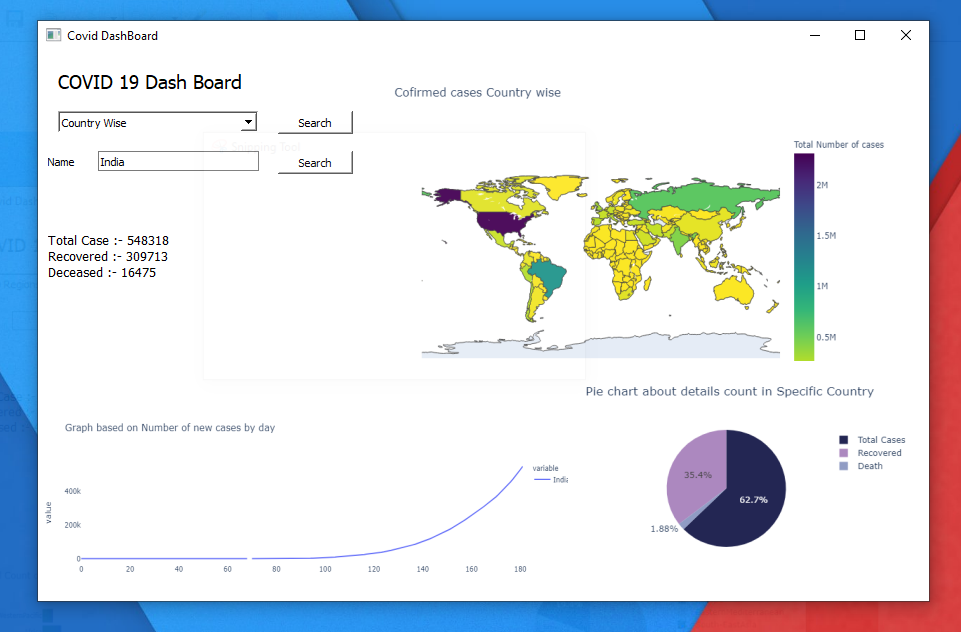 Covid DashBoard
COVID 19 Dash Board
Country Wise
Search
Name
India
Search
Snipping Tool
Total Case :- 548318
Recovered :- 309713
Deceased :- 16475
Cofirmed cases Country wise
Total Number of cases
2M
1.5M
1M
0.5M
Graph based on Number of new cases by day
value
400k
200k
0
0 20 40 60 80 100 120 140 160 180
variable
India
Pie chart about details count in Specific Country
35.4%
62.7%
1.88%
Total Cases
Recovered
Death